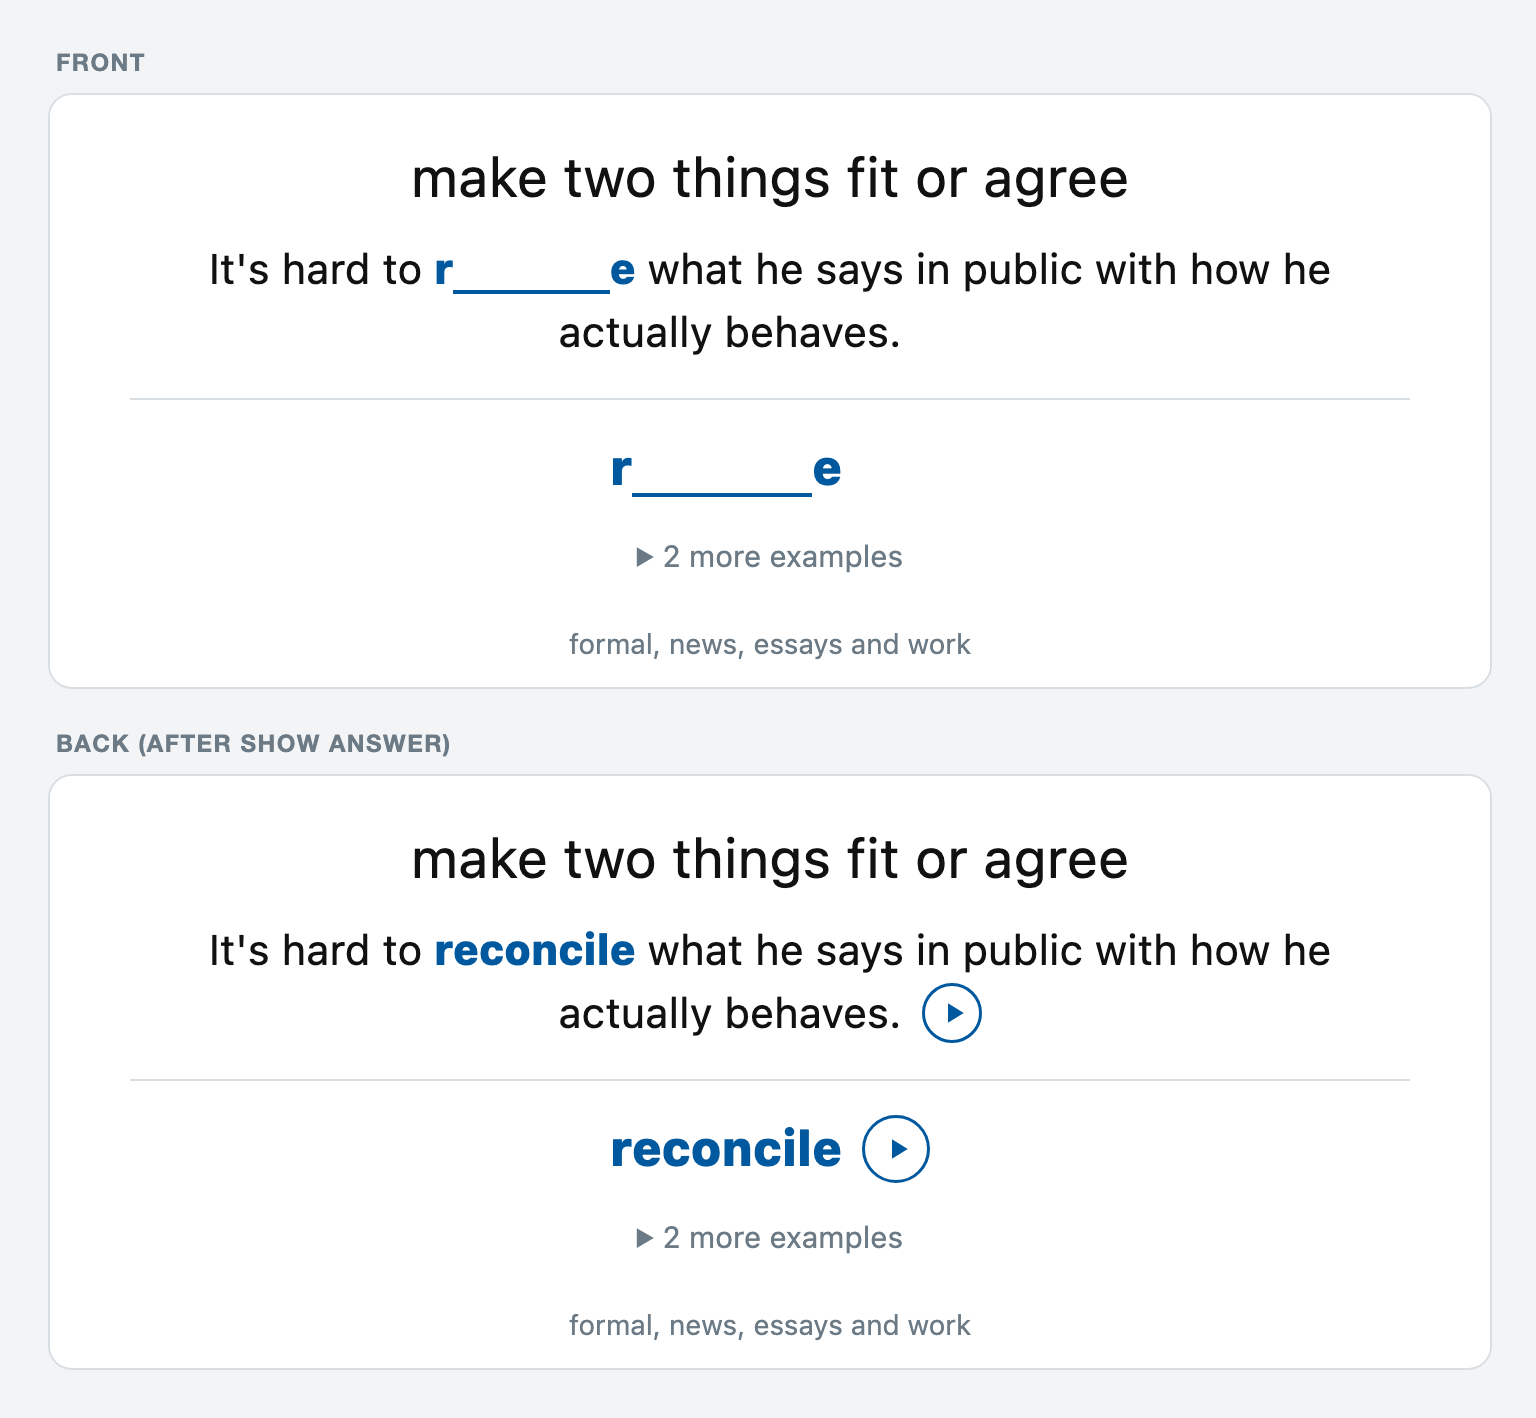 FRONT
make two things fit or agree
It's hard to r_______e what he says in public with how he
actually behaves.
r_______e
▶ 2 more examples
formal, news, essays and work
BACK (AFTER SHOW ANSWER)
make two things fit or agree
It's hard to reconcile what he says in public with how he
actually behaves.
reconcile
▶ 2 more examples
formal, news, essays and work